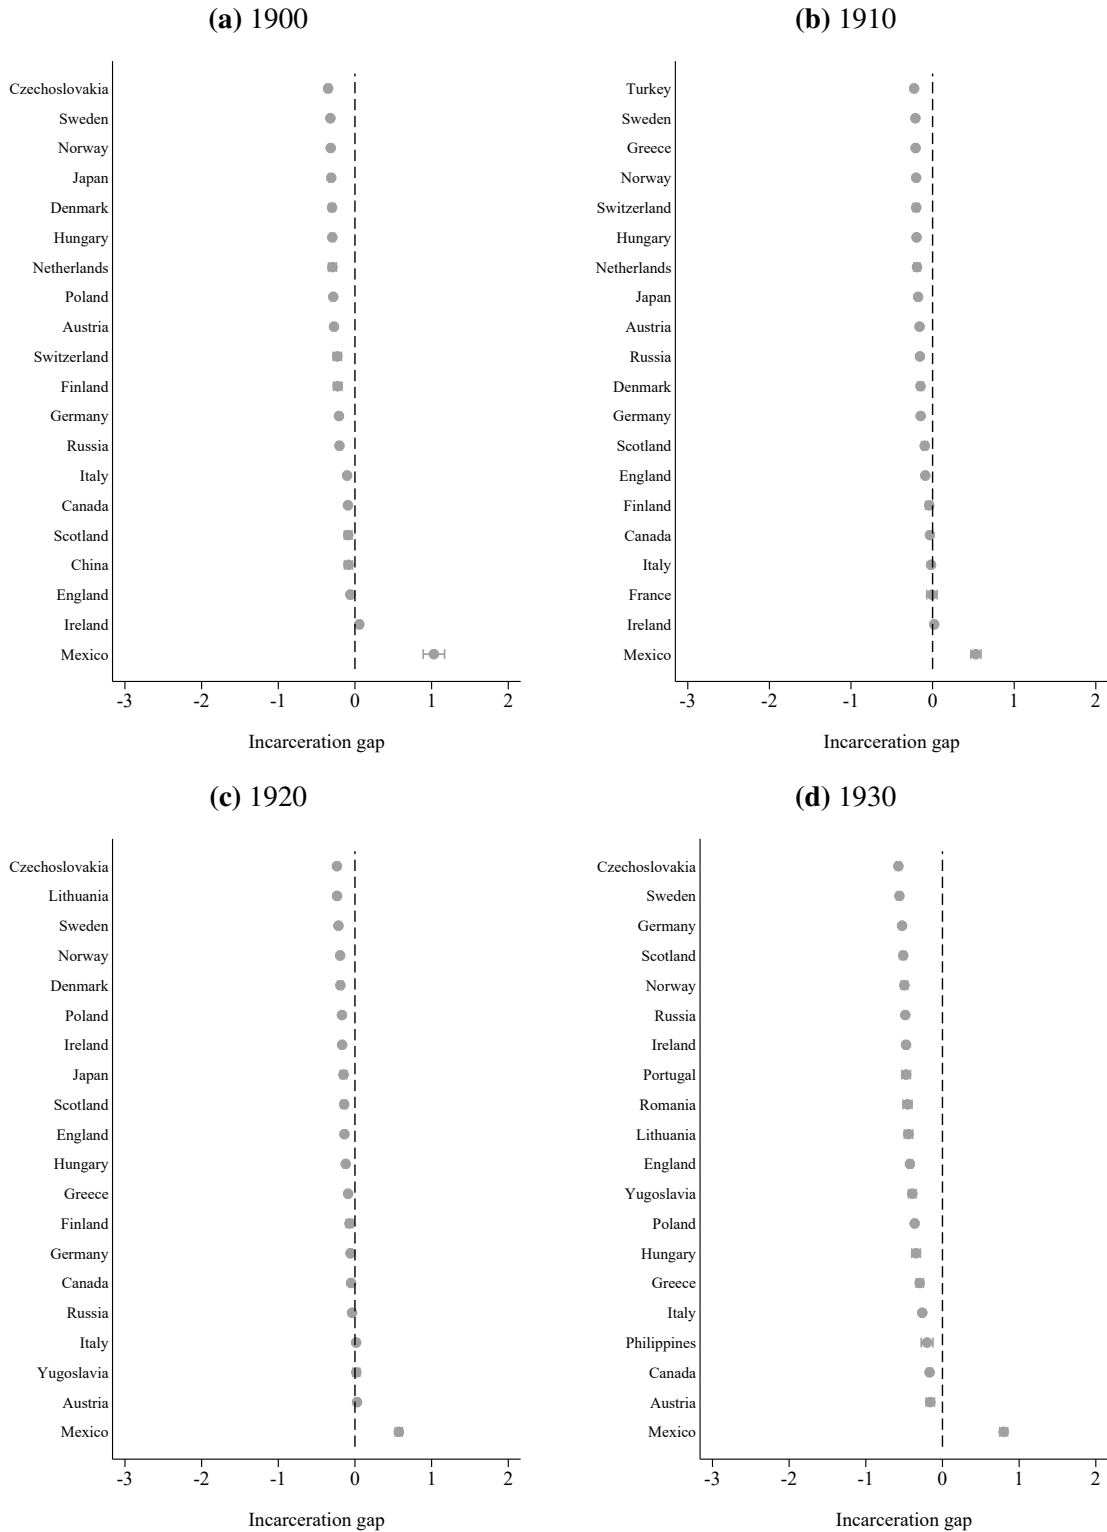 (a) 1900
Czechoslovakia
Sweden
Norway
Japan
Denmark
Hungary
Netherlands
Poland
Austria
Switzerland
Finland
Germany
Russia
Italy
Canada
Scotland
China
England
Ireland
Mexico
-3 -2 -1 0 1 2
Incarceration gap
(b) 1910
Turkey
Sweden
Greece
Norway
Switzerland
Hungary
Netherlands
Japan
Austria
Russia
Denmark
Germany
Scotland
England
Finland
Canada
Italy
France
Ireland
Mexico
-3 -2 -1 0 1 2
Incarceration gap
(c) 1920
Czechoslovakia
Lithuania
Sweden
Norway
Denmark
Poland
Ireland
Japan
Scotland
England
Hungary
Greece
Finland
Germany
Canada
Russia
Italy
Yugoslavia
Austria
Mexico
-3 -2 -1 0 1 2
Incarceration gap
(d) 1930
Czechoslovakia
Sweden
Germany
Scotland
Norway
Russia
Ireland
Portugal
Romania
Lithuania
England
Yugoslavia
Poland
Hungary
Greece
Italy
Philippines
Canada
Austria
Mexico
-3 -2 -1 0 1 2
Incarceration gap